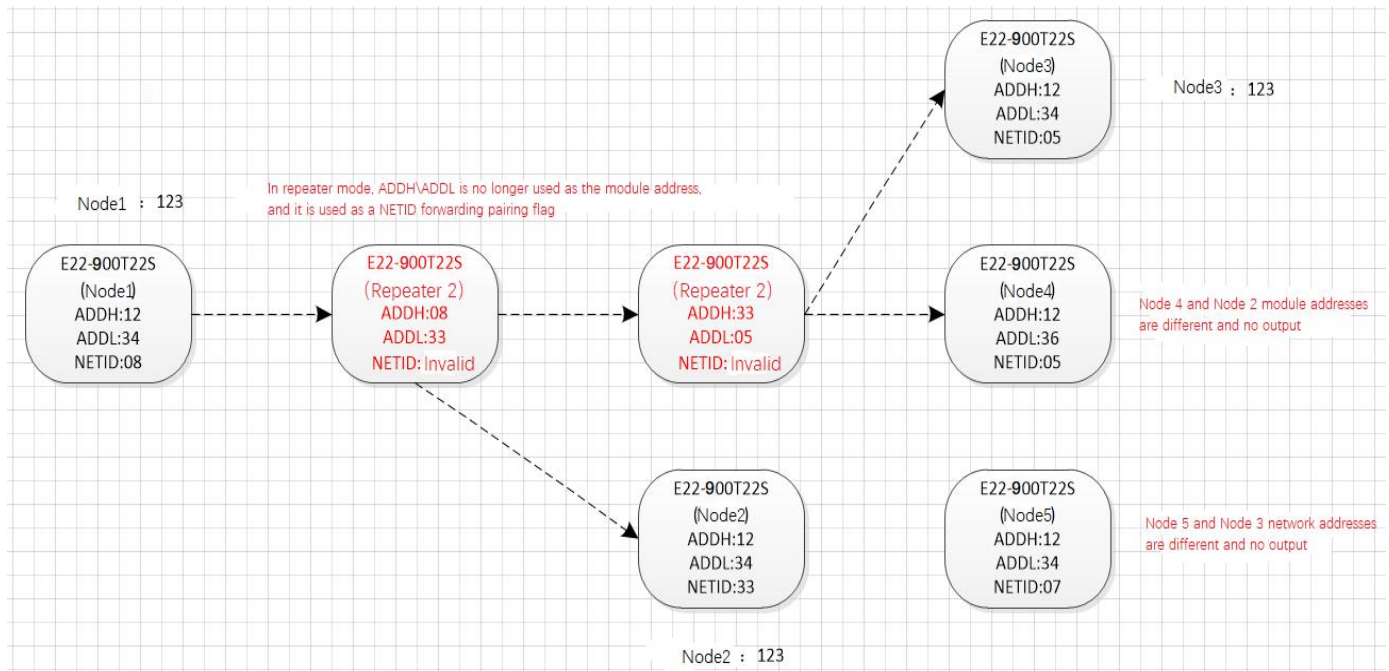 E22-900T22S
(Node3)
ADDH:12
ADDL:34
NETID:05
Node3 : 123
Node1 : 123
In repeater mode, ADDH\ADDL is no longer used as the module address,
and it is used as a NETID forwarding pairing flag
E22-900T22S
(Node1)
ADDH:12
ADDL:34
NETID:08
E22-900T22S
(Repeater 2)
ADDH:08
ADDL:33
NETID: Invalid
E22-900T22S
(Repeater 2)
ADDH:33
ADDL:05
NETID: Invalid
E22-900T22S
(Node4)
ADDH:12
ADDL:36
NETID:05
Node 4 and Node 2 module addresses
are different and no output
E22-900T22S
(Node2)
ADDH:12
ADDL:34
NETID:33
E22-900T22S
(Node5)
ADDH:12
ADDL:34
NETID:07
Node 5 and Node 3 network addresses
are different and no output
Node2 : 123